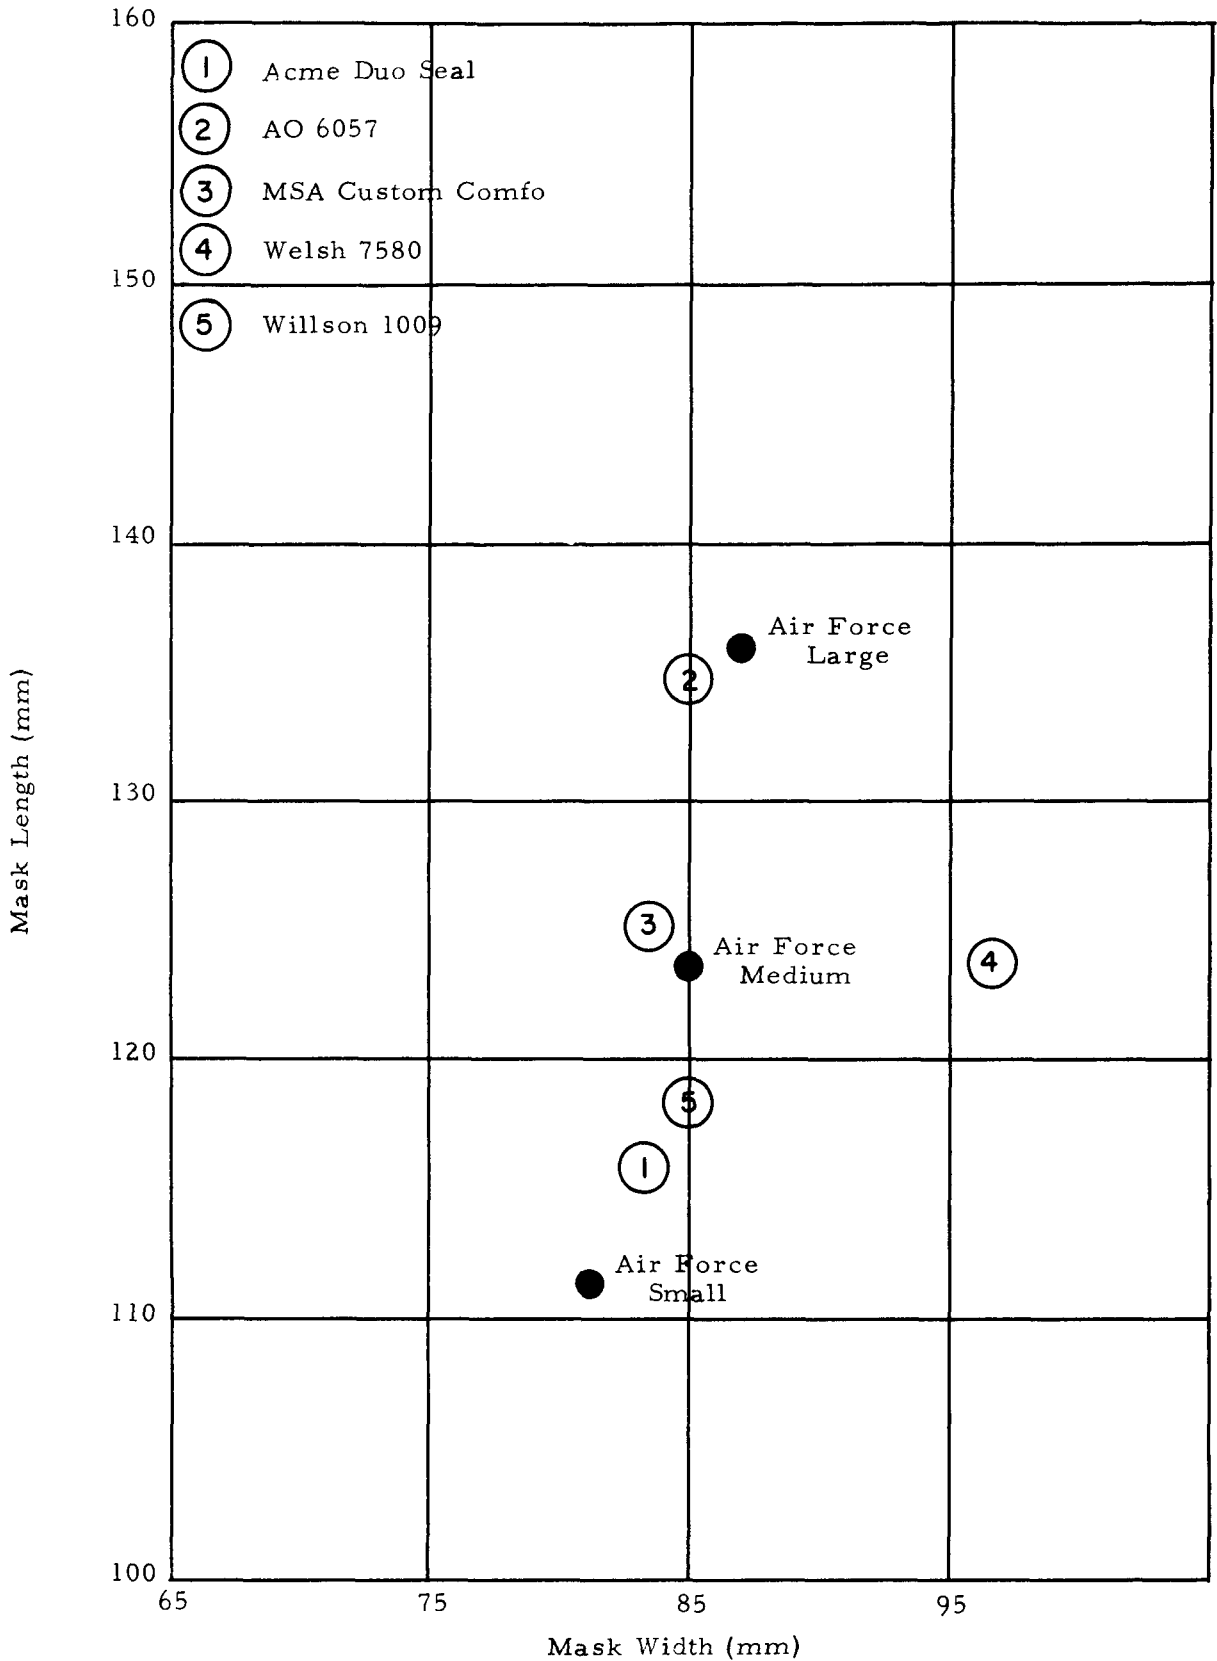 160
1 Acme Duo Seal
2 AO 6057
3 MSA Custom Comfo
4 Welsh 7580
150
5 Willson 1009
140
Air Force
Large
2
130
3
Air Force
Medium
4
120
5
1
Air Force
Small
110
100
65 75 85 95
Mask Width (mm)
Mask Length (mm)